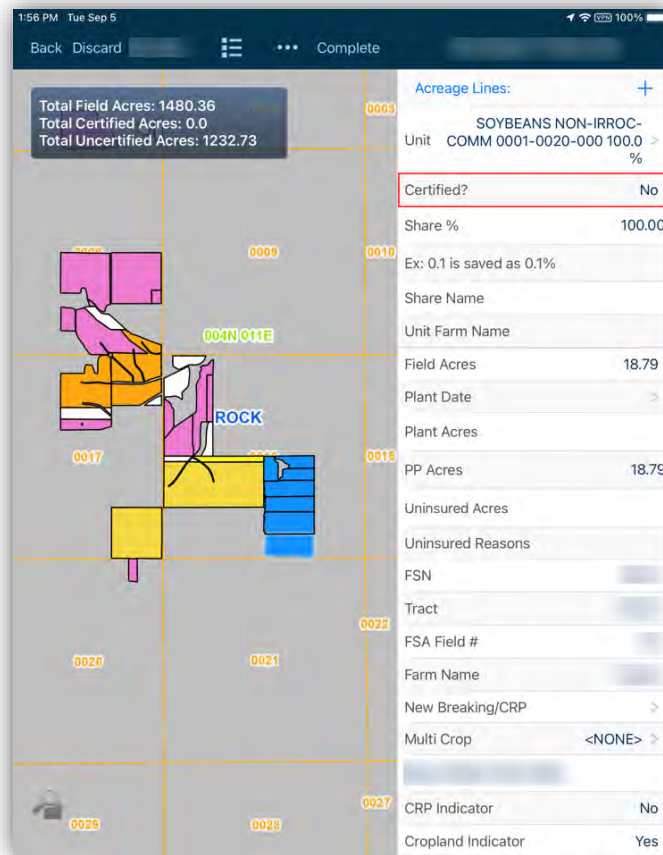 1:56 PM Tue Sep 5
VPN 100%
Back Discard
Complete
Total Field Acres: 1480.36
Total Certified Acres: 0.0
Total Uncertified Acres: 1232.73
0003
0009
0010
004N 011E
ROCK
0017
0015
0022
0020
0021
0027
0029
0028
Acreage Lines: +
Unit SOYBEANS NON-IRROC-
COMM 0001-0020-000 100.0
%
Certified? No
Share % 100.00
Ex: 0.1 is saved as 0.1%
Share Name
Unit Farm Name
Field Acres 18.79
Plant Date
Plant Acres
PP Acres 18.79
Uninsured Acres
Uninsured Reasons
FSN
Tract
FSA Field #
Farm Name
New Breaking/CRP
Multi Crop <NONE>
CRP Indicator No
Cropland Indicator Yes